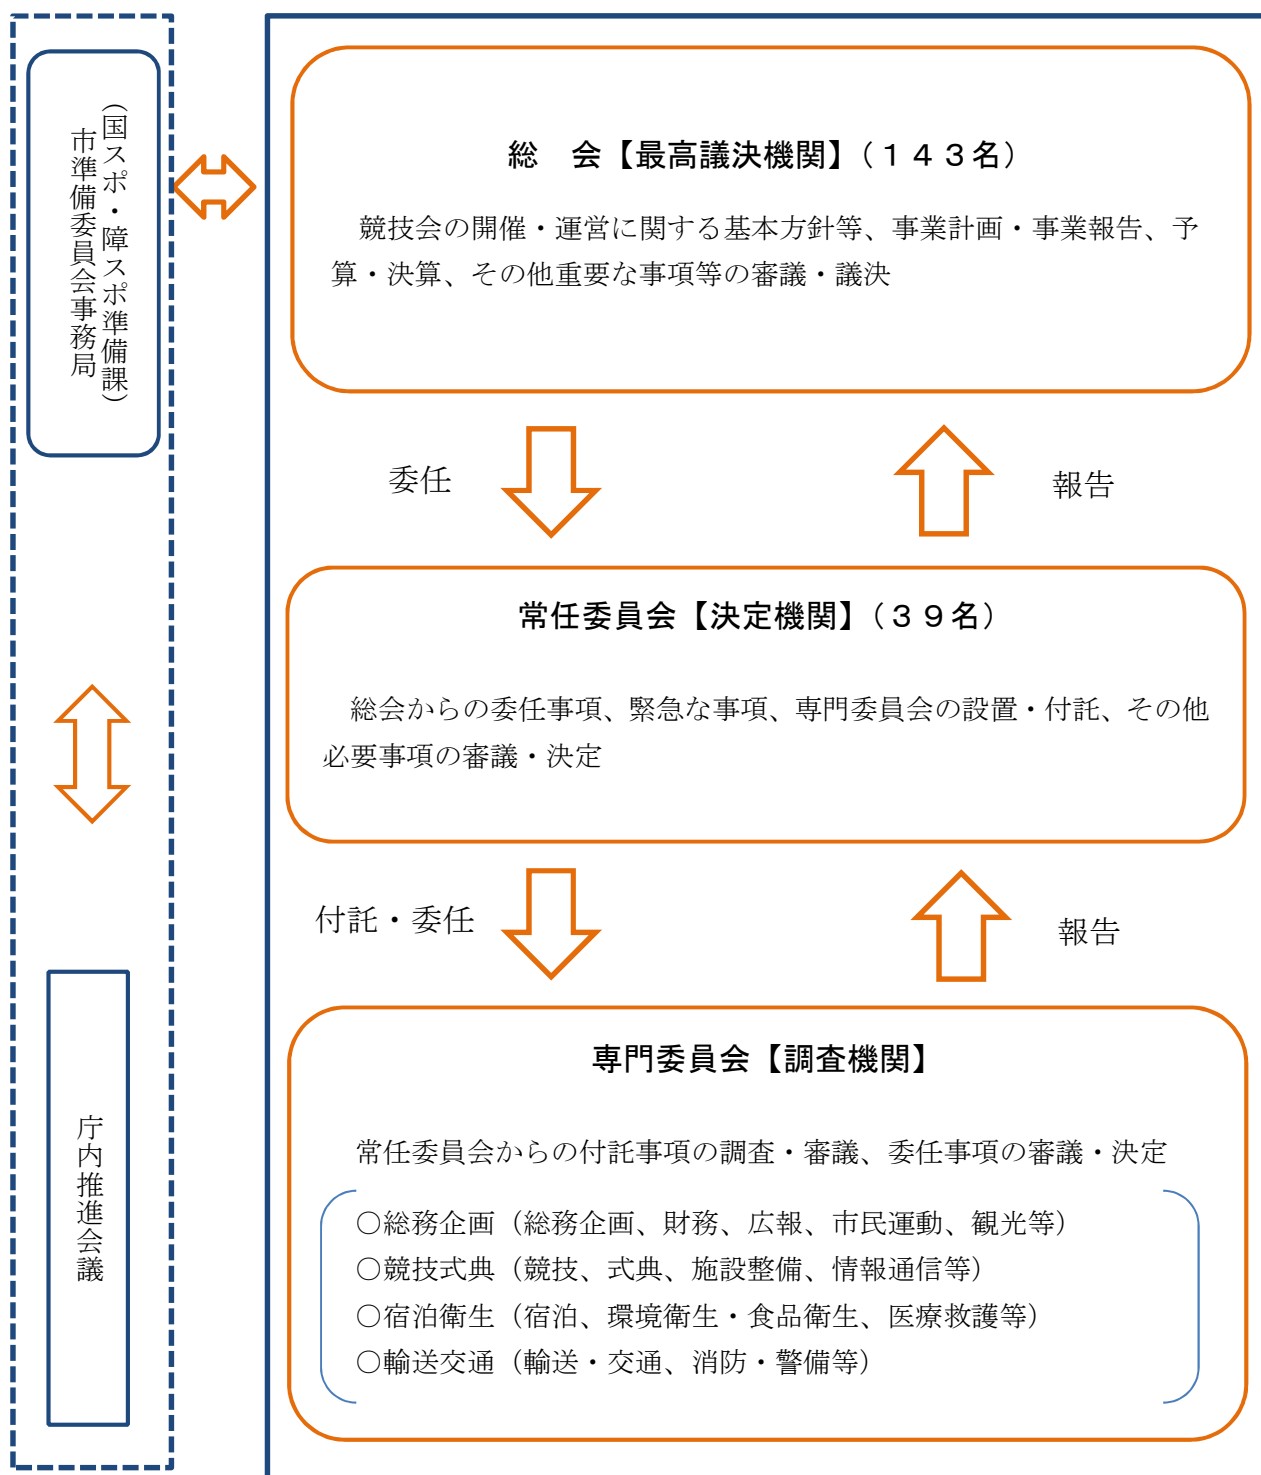 市準備委員会事務局
（国スポ・障スポ準備課）
総　会【最高議決機関】（１４３名）
競技会の開催・運営に関する基本方針等、事業計画・事業報告、予
算・決算、その他重要な事項等の審議・議決
委任
報告
常任委員会【決定機関】（３９名）
総会からの委任事項、緊急な事項、専門委員会の設置・付託、その他
必要事項の審議・決定
付託・委任
報告
専門委員会【調査機関】
常任委員会からの付託事項の調査・審議、委任事項の審議・決定
○総務企画（総務企画、財務、広報、市民運動、観光等）
○競技式典（競技、式典、施設整備、情報通信等）
○宿泊衛生（宿泊、環境衛生・食品衛生、医療救護等）
○輸送交通（輸送・交通、消防・警備等）
庁内推進会議